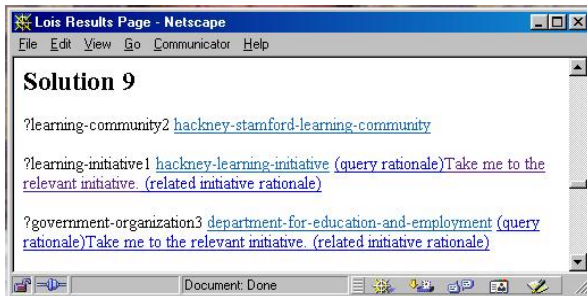 Lois Results Page - Netscape
File Edit View Go Communicator Help
Solution 9
?learning-community2 hackney-stamford-learning-community
?learning-initiative1 hackney-learning-initiative (query rationale)Take me to the
relevant initiative. (related initiative rationale)
?government-organization3 department-for-education-and-employment (query
rationale)Take me to the relevant initiative. (related initiative rationale)
Document: Done